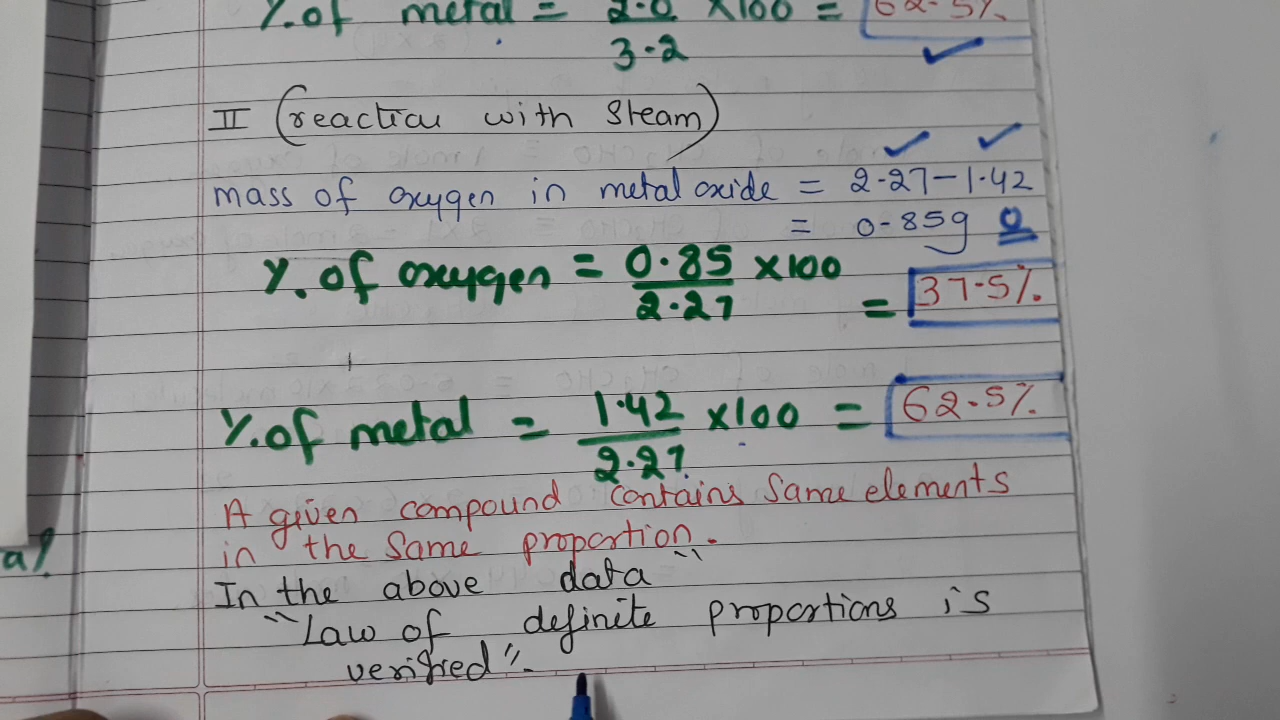 %.of metal = 2.0 ×100 = 62.5%.
3.2
II (reaction with Steam)
mass of oxygen in metal oxide = 2.27-1.42
= 0.85g
%. of oxygen = 0.85 ×100
2.27
= 37.5%.
%.of metal = 1.42 ×100 = 62.5%.
2.27
A given compound contains Same elements
in the Same proportion.
In the above data
"Law of definite proportions is
verified".